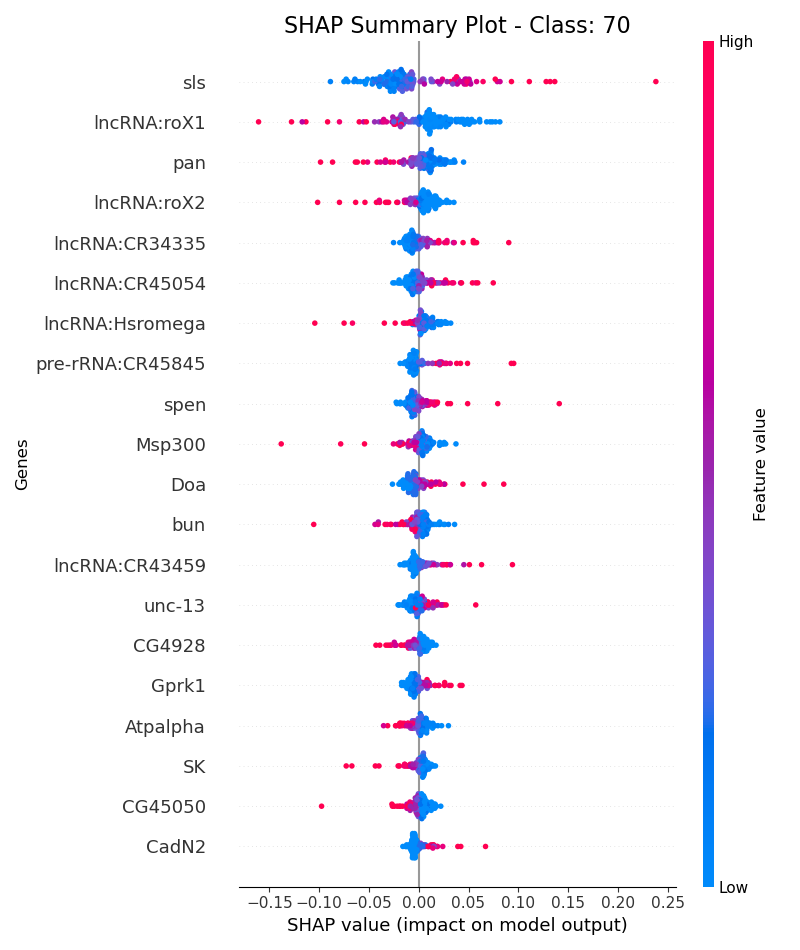 SHAP Summary Plot - Class: 70
High
sls
lncRNA:roX1
pan
lncRNA:roX2
lncRNA:CR34335
lncRNA:CR45054
lncRNA:Hsromega
pre-rRNA:CR45845
spen
Msp300
Doa
bun
lncRNA:CR43459
unc-13
CG4928
Gprk1
Atpalpha
SK
CG45050
CadN2
Genes
Feature value
Low
−0.15 −0.10 −0.05 0.00 0.05 0.10 0.15 0.20 0.25
SHAP value (impact on model output)